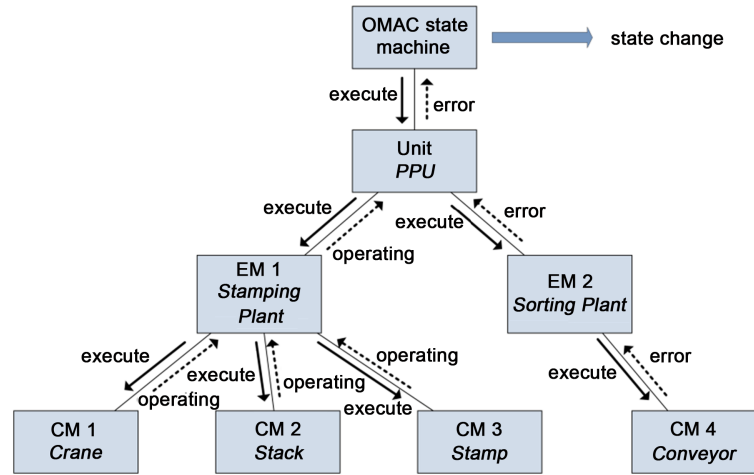 OMAC state
machine
state change
execute
error
Unit
PPU
execute
execute
error
operating
EM 1
Stamping
Plant
EM 2
Sorting Plant
execute
execute
operating
operating
operating
execute
execute
error
CM 1
Crane
CM 2
Stack
CM 3
Stamp
CM 4
Conveyor